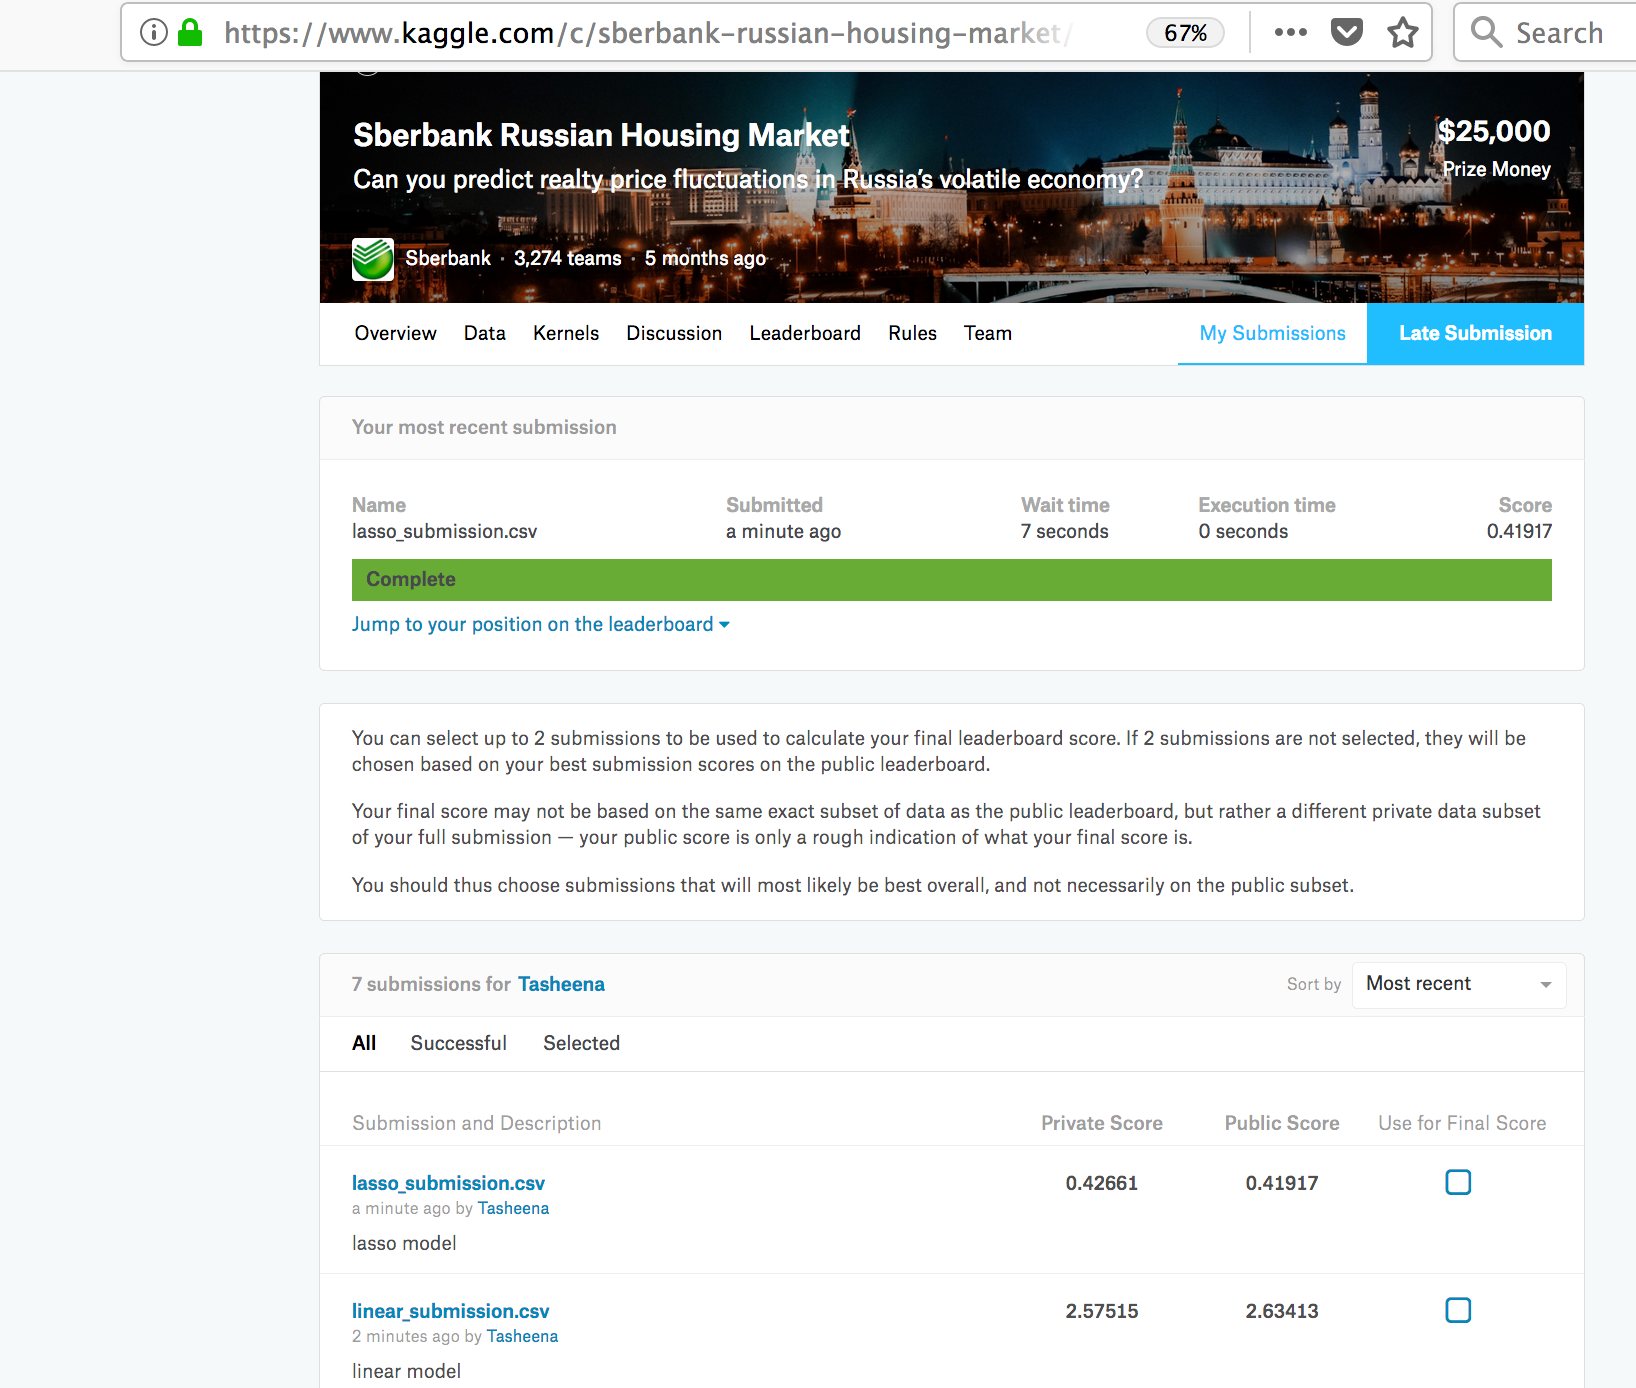 https://www.kaggle.com/c/sberbank-russian-housing-market/
67%
Search
Sberbank Russian Housing Market
$25,000
Can you predict realty price fluctuations in Russia's volatile economy?
Prize Money
Sberbank · 3,274 teams · 5 months ago
Overview Data Kernels Discussion Leaderboard Rules Team My Submissions Late Submission
Your most recent submission
Name Submitted Wait time Execution time Score
lasso_submission.csv a minute ago 7 seconds 0 seconds 0.41917
Complete
Jump to your position on the leaderboard
You can select up to 2 submissions to be used to calculate your final leaderboard score. If 2 submissions are not selected, they will be
chosen based on your best submission scores on the public leaderboard.
Your final score may not be based on the same exact subset of data as the public leaderboard, but rather a different private data subset
of your full submission — your public score is only a rough indication of what your final score is.
You should thus choose submissions that will most likely be best overall, and not necessarily on the public subset.
7 submissions for Tasheena Sort by Most recent
All Successful Selected
Submission and Description Private Score Public Score Use for Final Score
lasso_submission.csv 0.42661 0.41917
a minute ago by Tasheena
lasso model
linear_submission.csv 2.57515 2.63413
2 minutes ago by Tasheena
linear model